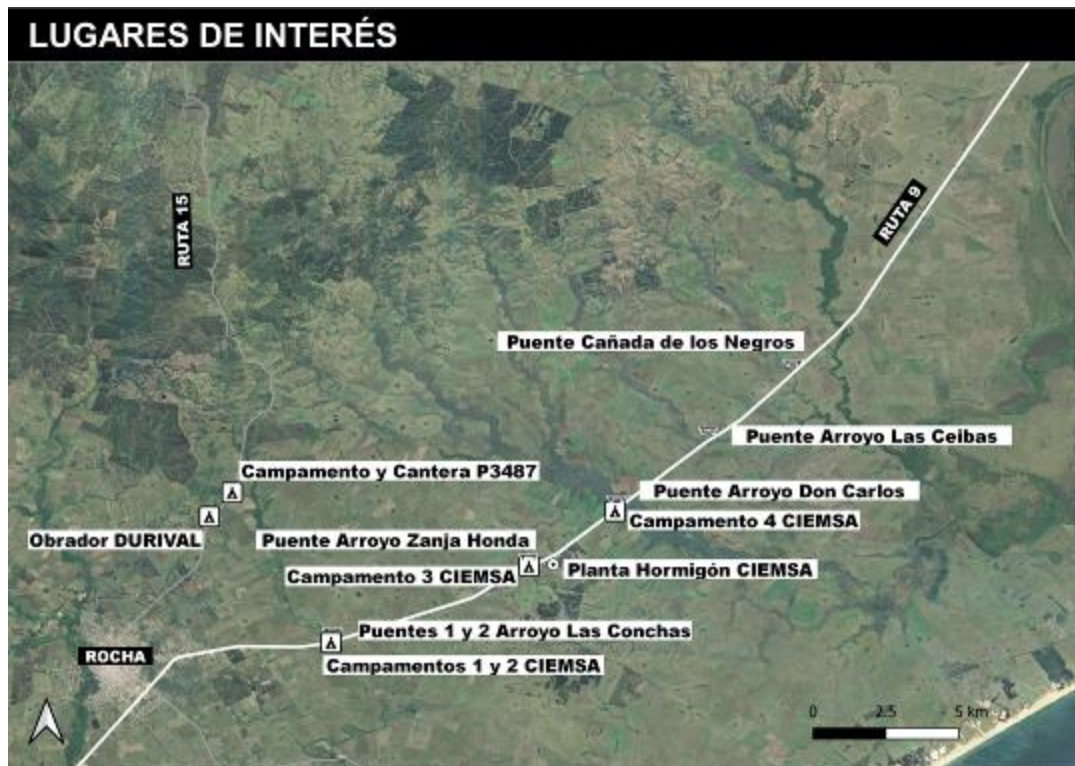 LUGARES DE INTERÉS
RUTA 15
RUTA 9
Puente Cañada de los Negros
Puente Arroyo Las Ceibas
Campamento y Cantera P3487
Puente Arroyo Don Carlos
Campamento 4 CIEMSA
Obrador DURIVAL
Puente Arroyo Zanja Honda
Campamento 3 CIEMSA
Planta Hormigón CIEMSA
Puentes 1 y 2 Arroyo Las Conchas
ROCHA
Campamentos 1 y 2 CIEMSA
0 2.5 5 km